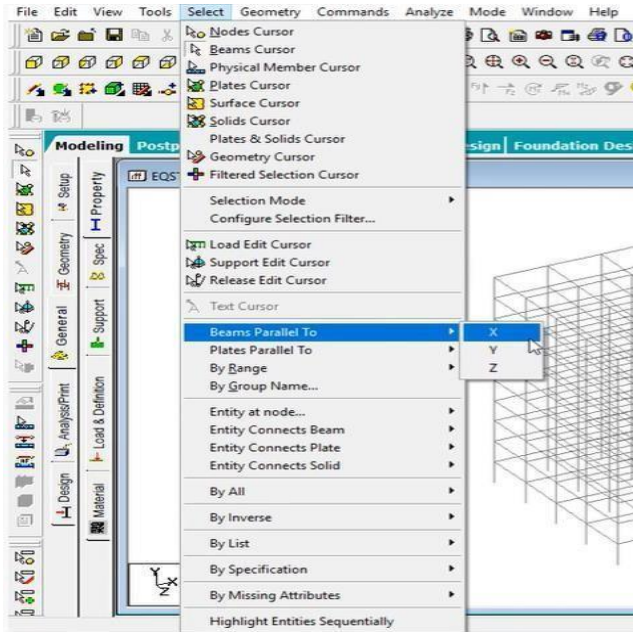 File Edit View Tools Select Geometry Commands Analyze Mode Window Help
Nodes Cursor
Beams Cursor
Physical Member Cursor
Plates Cursor
Surface Cursor
Solids Cursor
Plates & Solids Cursor
Geometry Cursor
Filtered Selection Cursor
Selection Mode
Configure Selection Filter...
Load Edit Cursor
Support Edit Cursor
Release Edit Cursor
Text Cursor
Beams Parallel To
X
Plates Parallel To
Y
By Range
Z
By Group Name...
Entity at node...
Entity Connects Beam
Entity Connects Plate
Entity Connects Solid
By All
By Inverse
By List
By Specification
By Missing Attributes
Highlight Entities Sequentially
Modeling Postp
sign Foundation Des
EQS
Setup
Geometry
General
Analysis/Print
Design
Property
Spec
Support
Load & Definition
Material
Y
X
Z